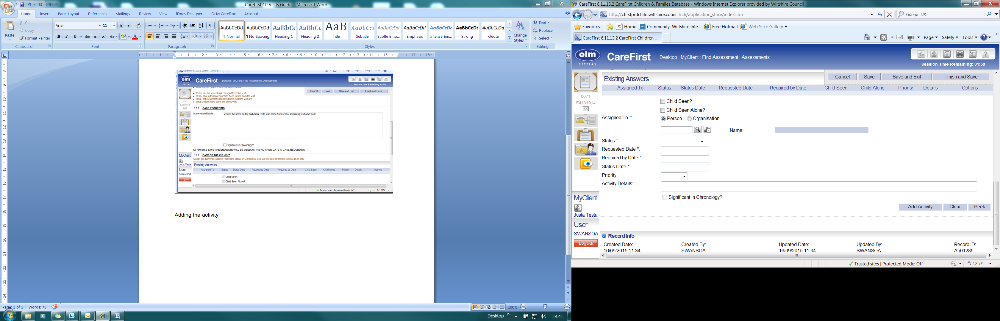 Carefirst CP Visits Guide - Microsoft Word
Home Insert Page Layout References Mailings Review View fDocs Designer OLM CareDoc Acrobat
Paste
Cut
Copy
Format Painter
Clipboard
Arial 11
Font
Paragraph
AaBbCcDd AaBbCcDd AaBbCc AaBbCc AaB AaBbCcI AaBbCcDd AaBbCcDd AaBbCcDc AaBbCcDc AaBbCcDd
¶ Normal ¶ No Spacing Heading 1 Heading 2 Title Subtitle Subtle Emp... Emphasis Intense Em... Strong Quote
Change Styles
Styles
Find
Replace
Select
Editing
olm SYSTEMS CareFirst Desktop : MyClient : Find Assessment : Assessments
Session Time Remaining: 01:59
Cancel Save Save and Exit Finish and Save
Risk - has the level of risk changed from this visit
Risk - have additional concerns been raised from the visit
Risk - set out what the identified risks from the visit are
What actions have come out of this visit
0071
E4101914
1.1.1: CASE RECORDING
Observation Details: Visited the home to day and Justa Testa was home from school and doing his home work.
Significant in Chronology?
AT FINISH & SAVE THE END DATE WILL BE USED AS THE NOTIFIED DATE IN CASE RECORDING
1.1.2: DATE OF THE C P VISIT
Assign the activity to yourself, record the status of 'Completed' and use the date of the visit across all 3 fields.
MyClient
Justa Testa
User
SWANSOA
Logout
Existing Answers
Assigned To Status Status Date Requested Date Required by Date Child Seen Child Alone Priority Details Options
Child Seen?
Child Seen Alone?
Trusted sites | Protected Mode: Off 125%
Adding the activity
Page: 1 of 1 Words: 73 100%
Desktop 14:41
CareFirst 6.11.13.2 CareFirst Children & Famlies Database - Windows Internet Explorer provided by Wiltshire Council
http://cfirstprdchild.wiltshire.council/cfi/application_store/index.cfm
Google UK
Favorites Home Community Wiltshire Inte... Free Hotmail Web Slice Gallery
CareFirst 6.11.13.2 CareFirst Children ...
Page Safety Tools
olm SYSTEMS CareFirst Desktop : MyClient : Find Assessment : Assessments
Session Time Remaining: 01:59
Existing Answers Cancel Save Save and Exit Finish and Save
Assigned To Status Status Date Requested Date Required by Date Child Seen Child Alone Priority Details Options
0071
E4101914
Child Seen?
Child Seen Alone?
Assigned To *: Person Organisation
Name:
Status *:
Requested Date *:
Required by Date *:
Status Date *:
Priority:
Activity Details:
Significant in Chronology?
Add Activity Clear Peek
MyClient
Justa Testa
User
SWANSOA
Logout
Record Info
Created Date: Created By: Updated Date: Updated By: Record ID:
16/09/2015 11:34 SWANSOA 16/09/2015 11:34 SWANSOA A501285
Trusted sites | Protected Mode: Off 125%